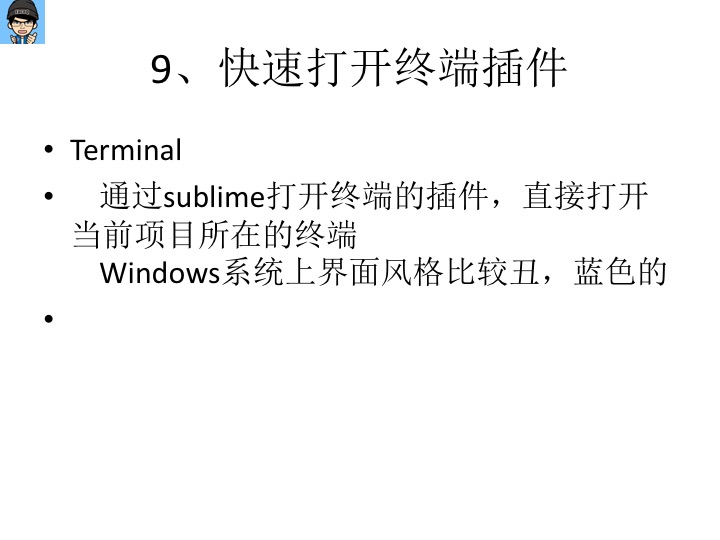 9、快速打开终端插件
• Terminal
• 通过sublime打开终端的插件，直接打开
当前项目所在的终端
Windows系统上界面风格比较丑，蓝色的
•